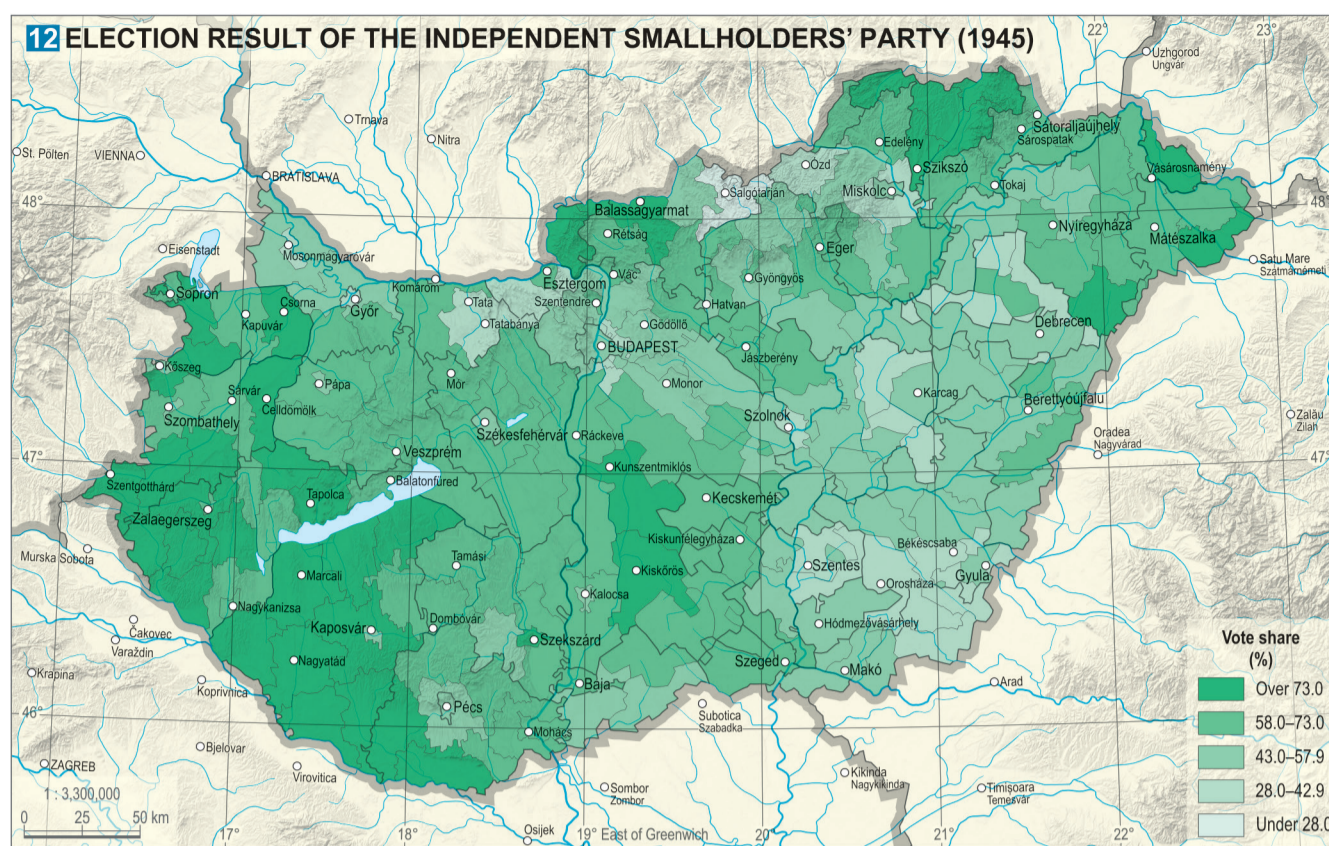 12 ELECTION RESULT OF THE INDEPENDENT SMALLHOLDERS' PARTY (1945)
22°
23°
Uzhgorod
Ungvár
Trnava
Nitra
St. Pölten
VIENNA
BRATISLAVA
Sátoraljaújhely
Sárospatak
Edelény
Ózd
Szikszó
Vásárosnamény
Salgótarján
Miskolc
Tokaj
48°
48°
Balassagyarmat
Rétság
Nyíregyháza
Mátészalka
Eger
Eisenstadt
Mosonmagyaróvár
Satu Mare
Szatmárnémeti
Komárom
Esztergom
Vác
Gyöngyös
Sopron
Csorna
Győr
Tata
Szentendre
Hatvan
Kapuvár
Tatabánya
Gödöllő
Debrecen
BUDAPEST
Jászberény
Kőszeg
Sárvár
Pápa
Mór
Monor
Karcag
Celldömölk
Szombathely
Berettyóújfalu
Szolnok
Zalău
Zilah
Székesfehérvár
Ráckeve
Oradea
Nagyvárad
Veszprém
47°
47°
Szentgotthárd
Balatonfüred
Kunszentmiklós
Tapolca
Kecskemét
Zalaegerszeg
Kiskunfélegyháza
Békéscsaba
Murska Sobota
Tamási
Szentes
Gyula
Marcali
Kiskőrös
Orosháza
Nagykanizsa
Kalocsa
Čakovec
Kaposvár
Dombóvár
Hódmezővásárhely
Varaždin
Szekszárd
Krapina
Nagyatád
Szeged
Makó
Koprivnica
Baja
Arad
Pécs
Subotica
Szabadka
46°
Mohács
Bjelovar
ZAGREB
Virovitica
Sombor
Zombor
Kikinda
Nagykikinda
Timișoara
Temesvár
1 : 3,300,000
0 25 50 km
Osijek
17°
18°
19° East of Greenwich
20°
21°
22°
Vote share
(%)
Over 73.0
58.0–73.0
43.0–57.9
28.0–42.9
Under 28.0